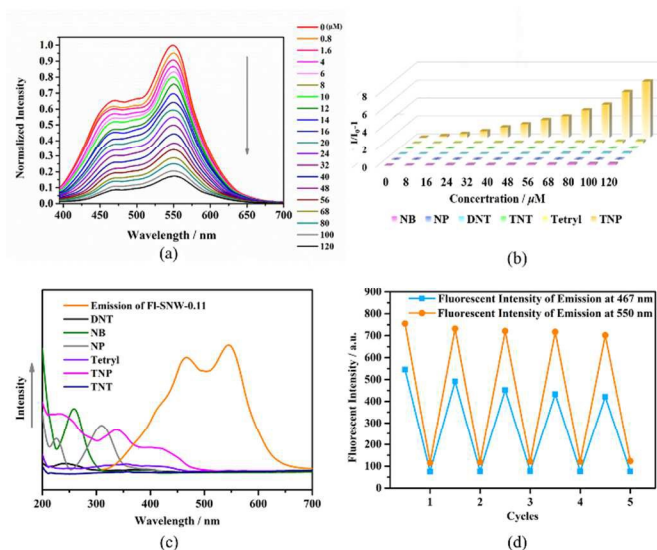 0 (μM)
0.8
1.6
4
6
8
10
12
14
16
20
24
32
40
48
56
68
80
100
120
1.0
0.9
0.8
0.7
0.6
0.5
0.4
0.3
0.2
0.1
0.0
Normalized Intensity
400 450 500 550 600 650 700
Wavelength / nm
(a)
8
6
4
2
0
I/I0-1
0 8 16 24 32 40 48 56 68 80 100 120
Concertration / μM
NB NP DNT TNT Tetryl TNP
(b)
Emission of Fl-SNW-0.11
DNT
NB
NP
Tetryl
TNP
TNT
Intensity
200 300 400 500 600 700
Wavelength / nm
(c)
900
800
700
600
500
400
300
200
100
0
Fluorescent Intensity / a.u.
Fluorescent Intensity of Emission at 467 nm
Fluorescent Intensity of Emission at 550 nm
1 2 3 4 5
Cycles
(d)